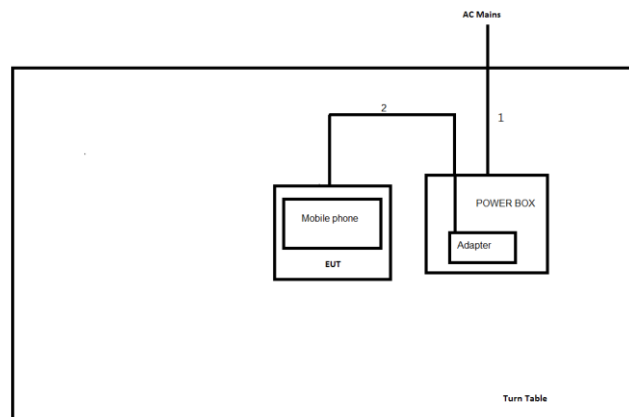 AC Mains
2
1
POWER BOX
Mobile phone
Adapter
EUT
Turn Table